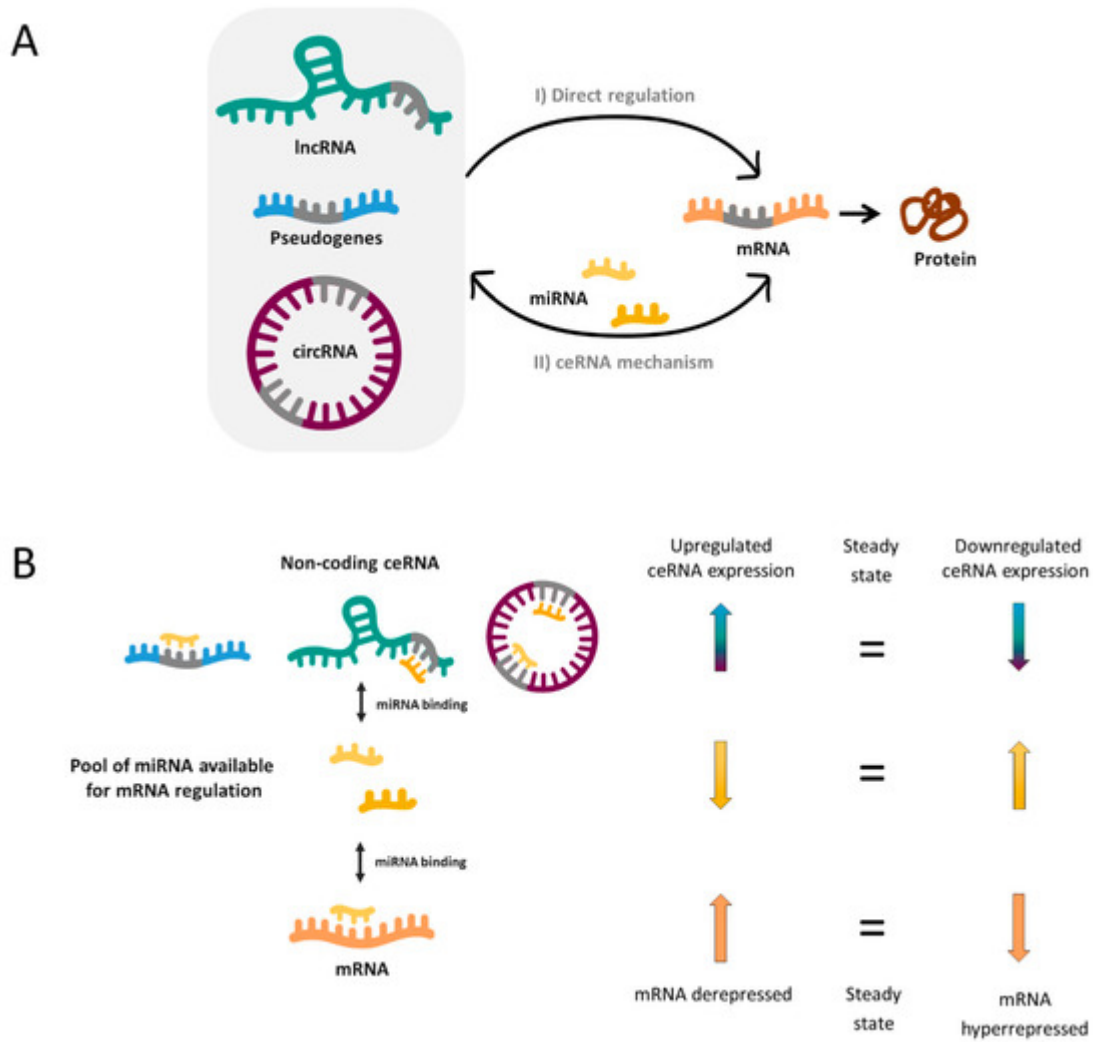 A
I) Direct regulation
lncRNA
Pseudogenes
circRNA
miRNA
mRNA
Protein
II) ceRNA mechanism
B
Non-coding ceRNA
Upregulated
ceRNA expression
Steady
state
Downregulated
ceRNA expression
=
miRNA binding
Pool of miRNA available
for mRNA regulation
=
miRNA binding
mRNA
=
mRNA derepressed
Steady
state
mRNA
hyperrepressed